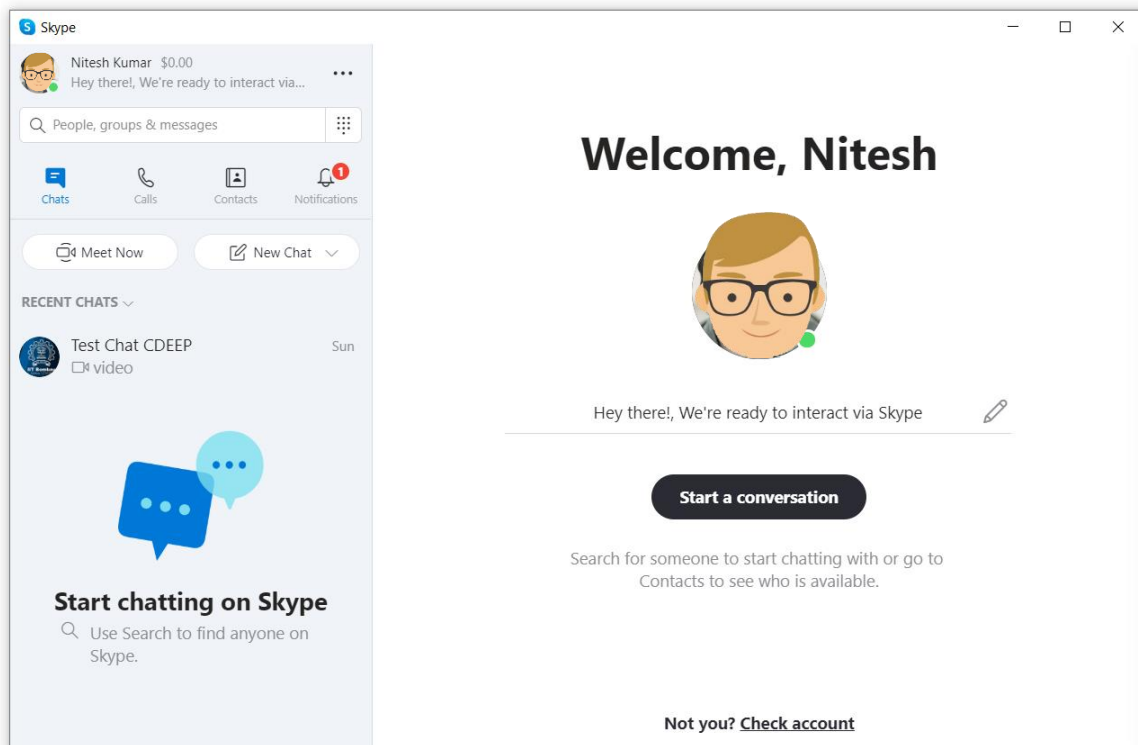 Skype
Nitesh Kumar $0.00
Hey there!, We're ready to interact via...
People, groups & messages
1
Chats Calls Contacts Notifications
Meet Now New Chat
RECENT CHATS
Test Chat CDEEP Sun
video
Start chatting on Skype
Use Search to find anyone on
Skype.
Welcome, Nitesh
Hey there!, We're ready to interact via Skype
Start a conversation
Search for someone to start chatting with or go to
Contacts to see who is available.
Not you? Check account